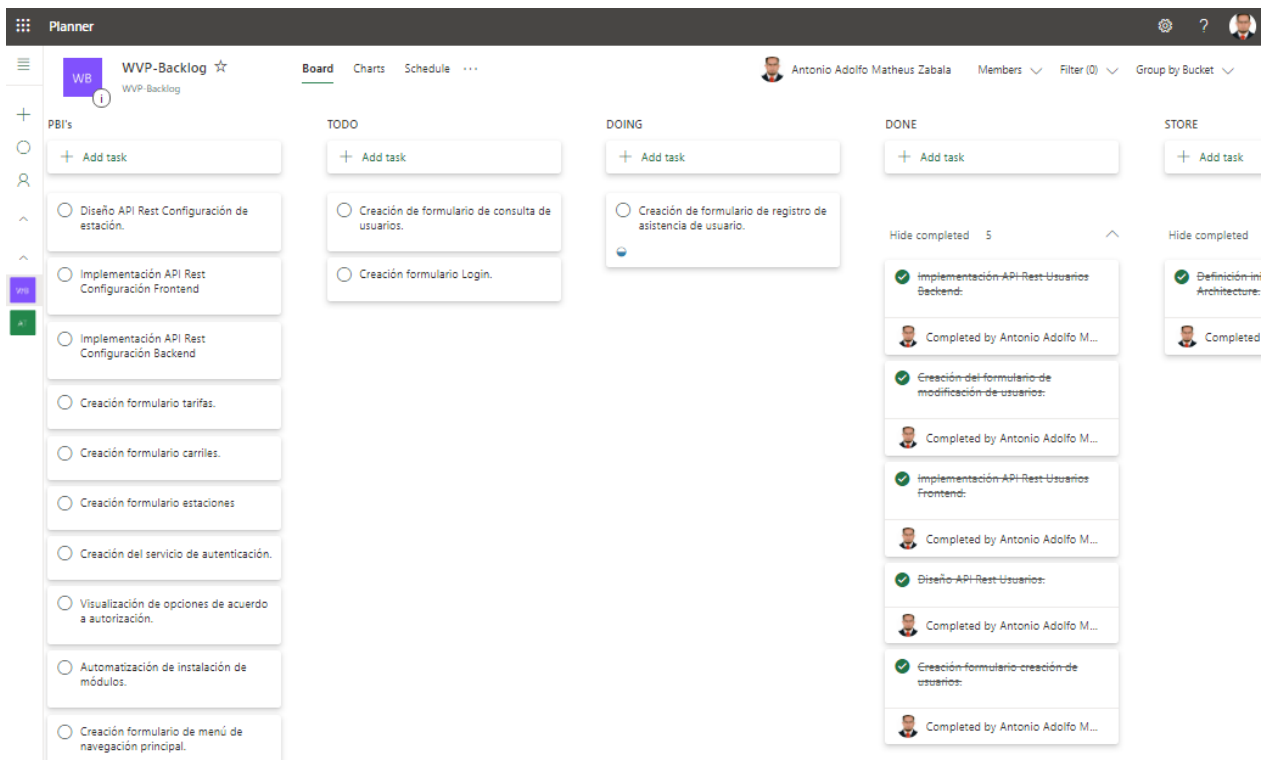 Planner
?
WB
WVP-Backlog
WVP-Backlog
Board Charts Schedule ...
Antonio Adolfo Matheus Zabala Members Filter (0) Group by Bucket
PBI's
+ Add task
Diseño API Rest Configuración de
estación.
Implementación API Rest
Configuración Frontend
Implementación API Rest
Configuración Backend
Creación formulario tarifas.
Creación formulario carriles.
Creación formulario estaciones
Creación del servicio de autenticación.
Visualización de opciones de acuerdo
a autorización.
Automatización de instalación de
módulos.
Creación formulario de menú de
navegación principal.
TODO
+ Add task
Creación de formulario de consulta de
usuarios.
Creación formulario Login.
DOING
+ Add task
Creación de formulario de registro de
asistencia de usuario.
DONE
+ Add task
Hide completed 5
Implementación API Rest Usuarios
Backend.
Completed by Antonio Adolfo M...
Creación del formulario de
modificación de usuarios.
Completed by Antonio Adolfo M...
Implementación API Rest Usuarios
Frontend.
Completed by Antonio Adolfo M...
Diseño API Rest Usuarios.
Completed by Antonio Adolfo M...
Creación formulario creación de
usuarios.
Completed by Antonio Adolfo M...
STORE
+ Add task
Hide completed
Definición ini
Architecture.
Completed